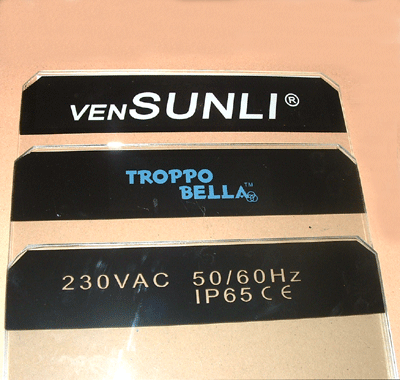 VENSUNLI®
TROPPO
BELLA™
230VAC 50/60Hz
IP65 CE